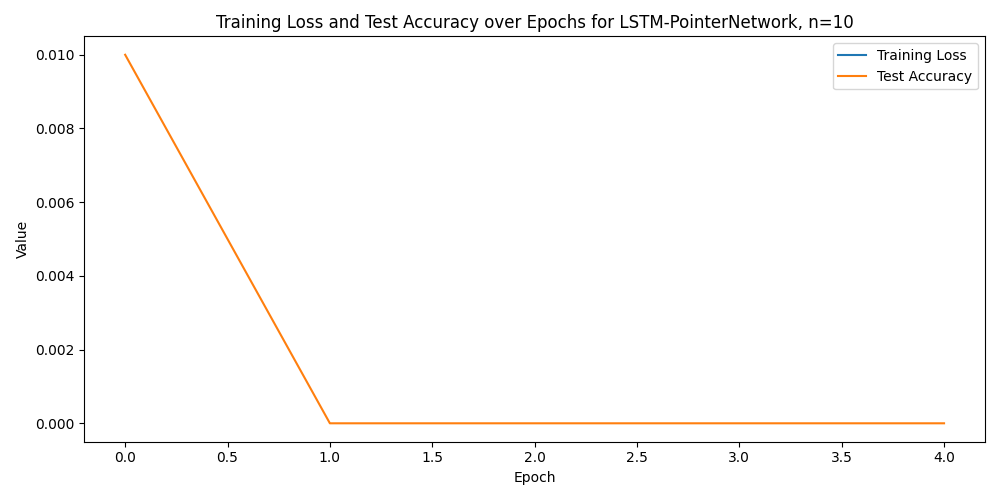 Training Loss and Test Accuracy over Epochs for LSTM-PointerNetwork, n=10
Training Loss
Test Accuracy
0.010
0.008
0.006
0.004
0.002
0.000
Value
0.0 0.5 1.0 1.5 2.0 2.5 3.0 3.5 4.0
Epoch